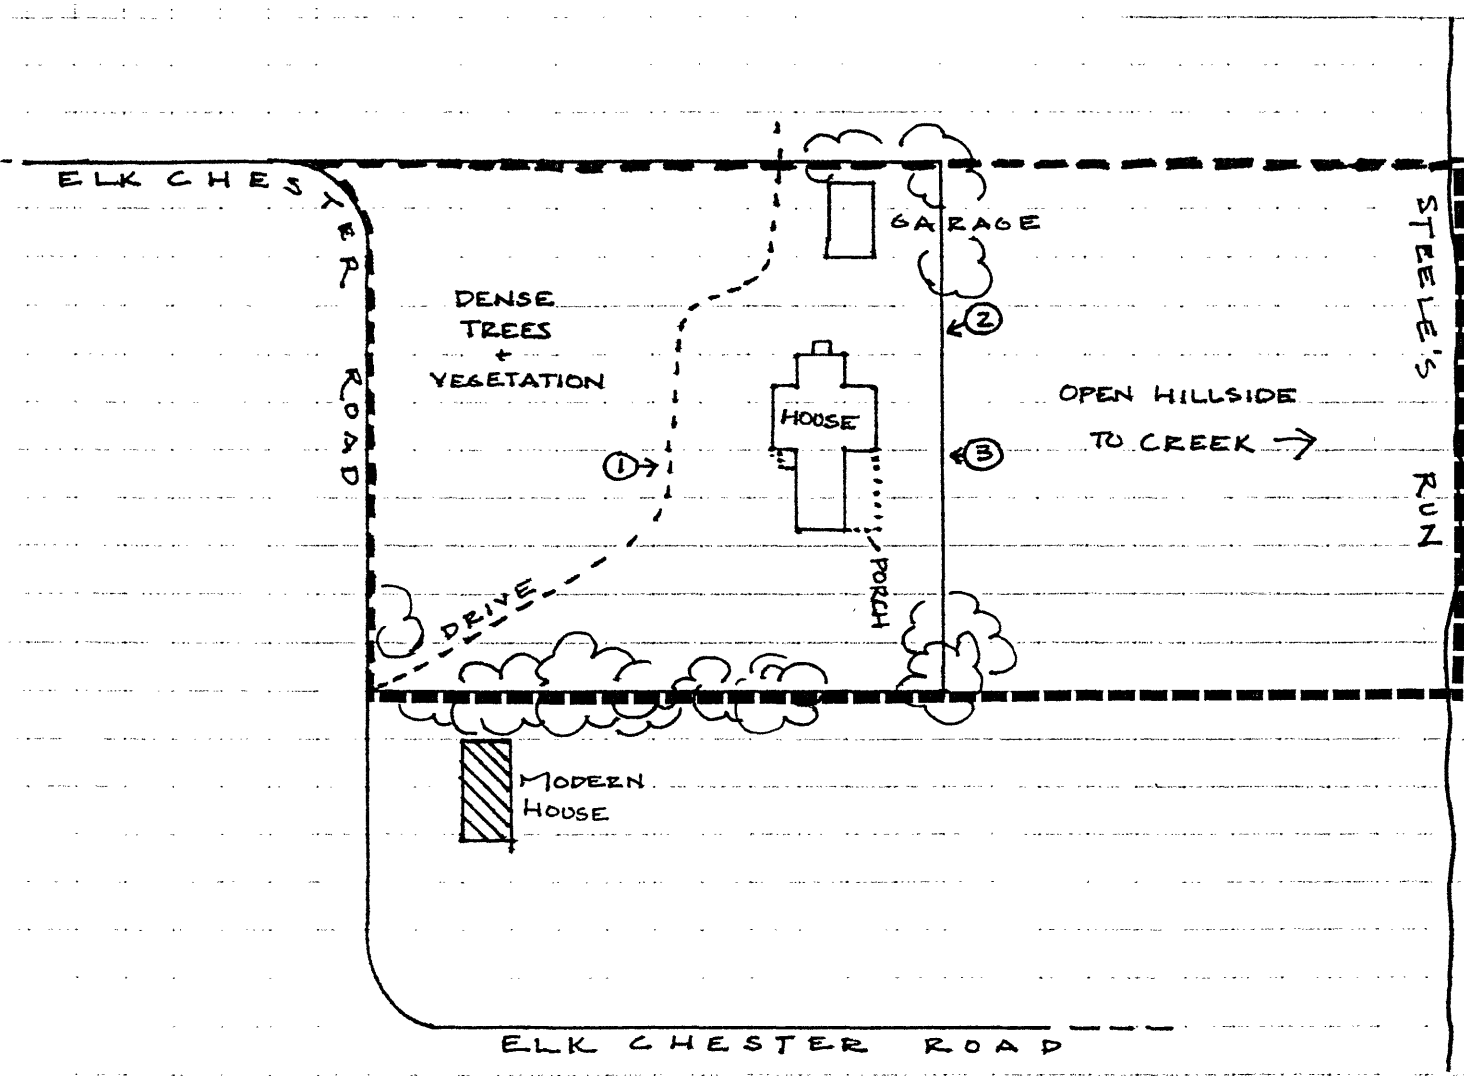 ELK CHESTER ROAD
GARAGE
DENSE
TREES
+
VEGETATION
2
HOUSE
1
3
OPEN HILLSIDE
TO CREEK →
STEELE'S RUN
PORCH
DRIVE
MODERN
HOUSE
ELK CHESTER ROAD